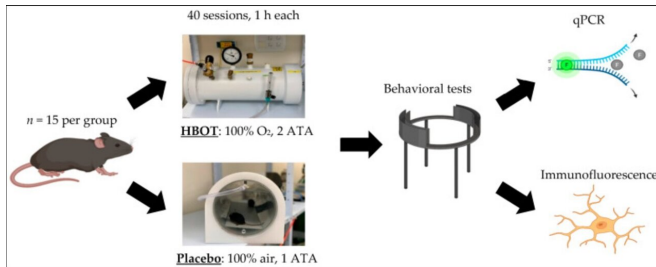 40 sessions, 1 h each
qPCR
n = 15 per group
HBOT: 100% O₂, 2 ATA
Behavioral tests
Placebo: 100% air, 1 ATA
Immunofluorescence